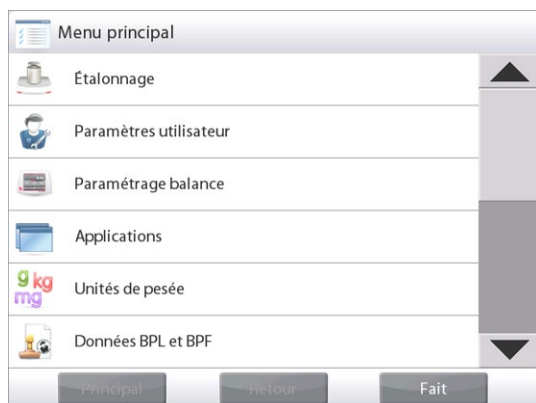 Menu principal
Étalonnage
Paramètres utilisateur
Paramétrage balance
Applications
g kg
mg
Unités de pesée
Données BPL et BPF
Principal Retour Fait